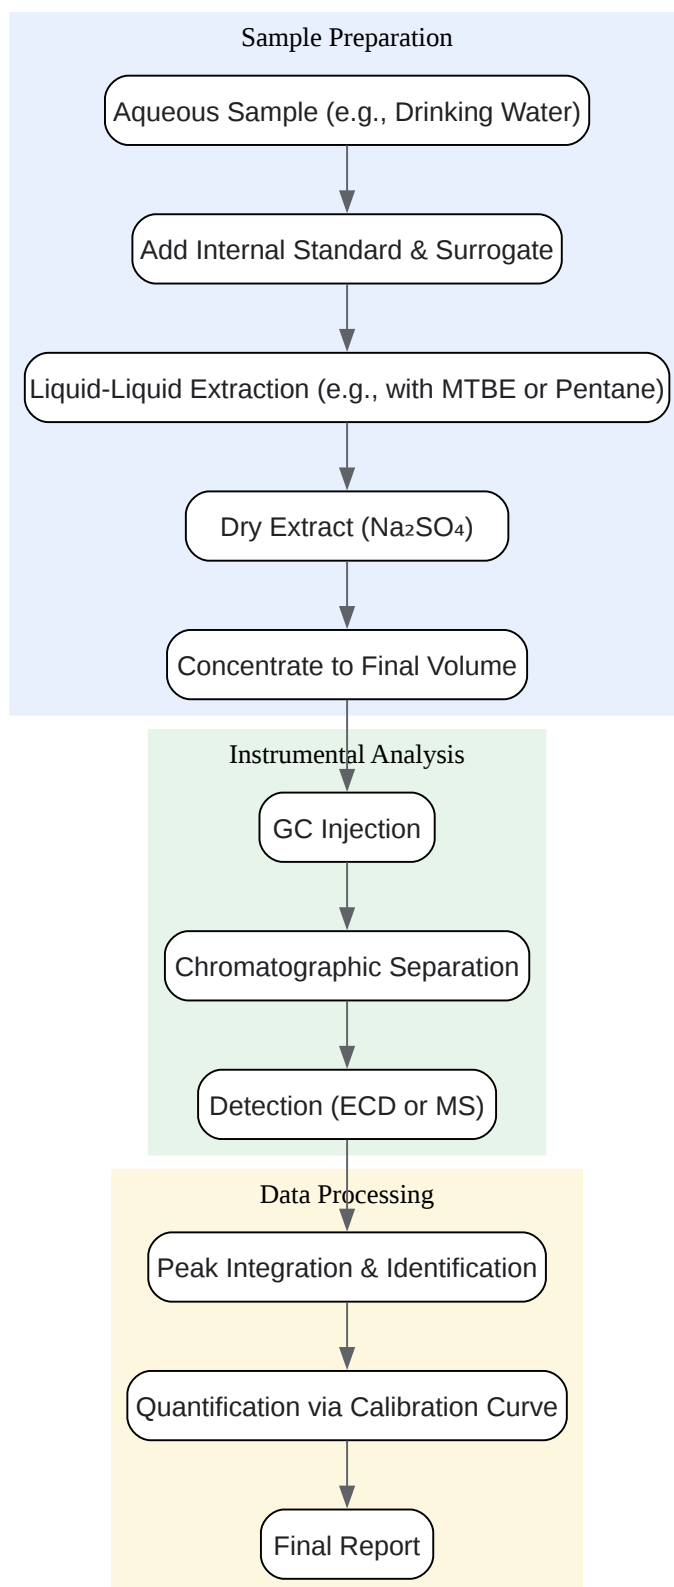 Sample Preparation
Aqueous Sample (e.g., Drinking Water)
Add Internal Standard & Surrogate
Liquid-Liquid Extraction (e.g., with MTBE or Pentane)
Dry Extract (Na₂SO₄)
Concentrate to Final Volume
Instrumental Analysis
GC Injection
Chromatographic Separation
Detection (ECD or MS)
Data Processing
Peak Integration & Identification
Quantification via Calibration Curve
Final Report